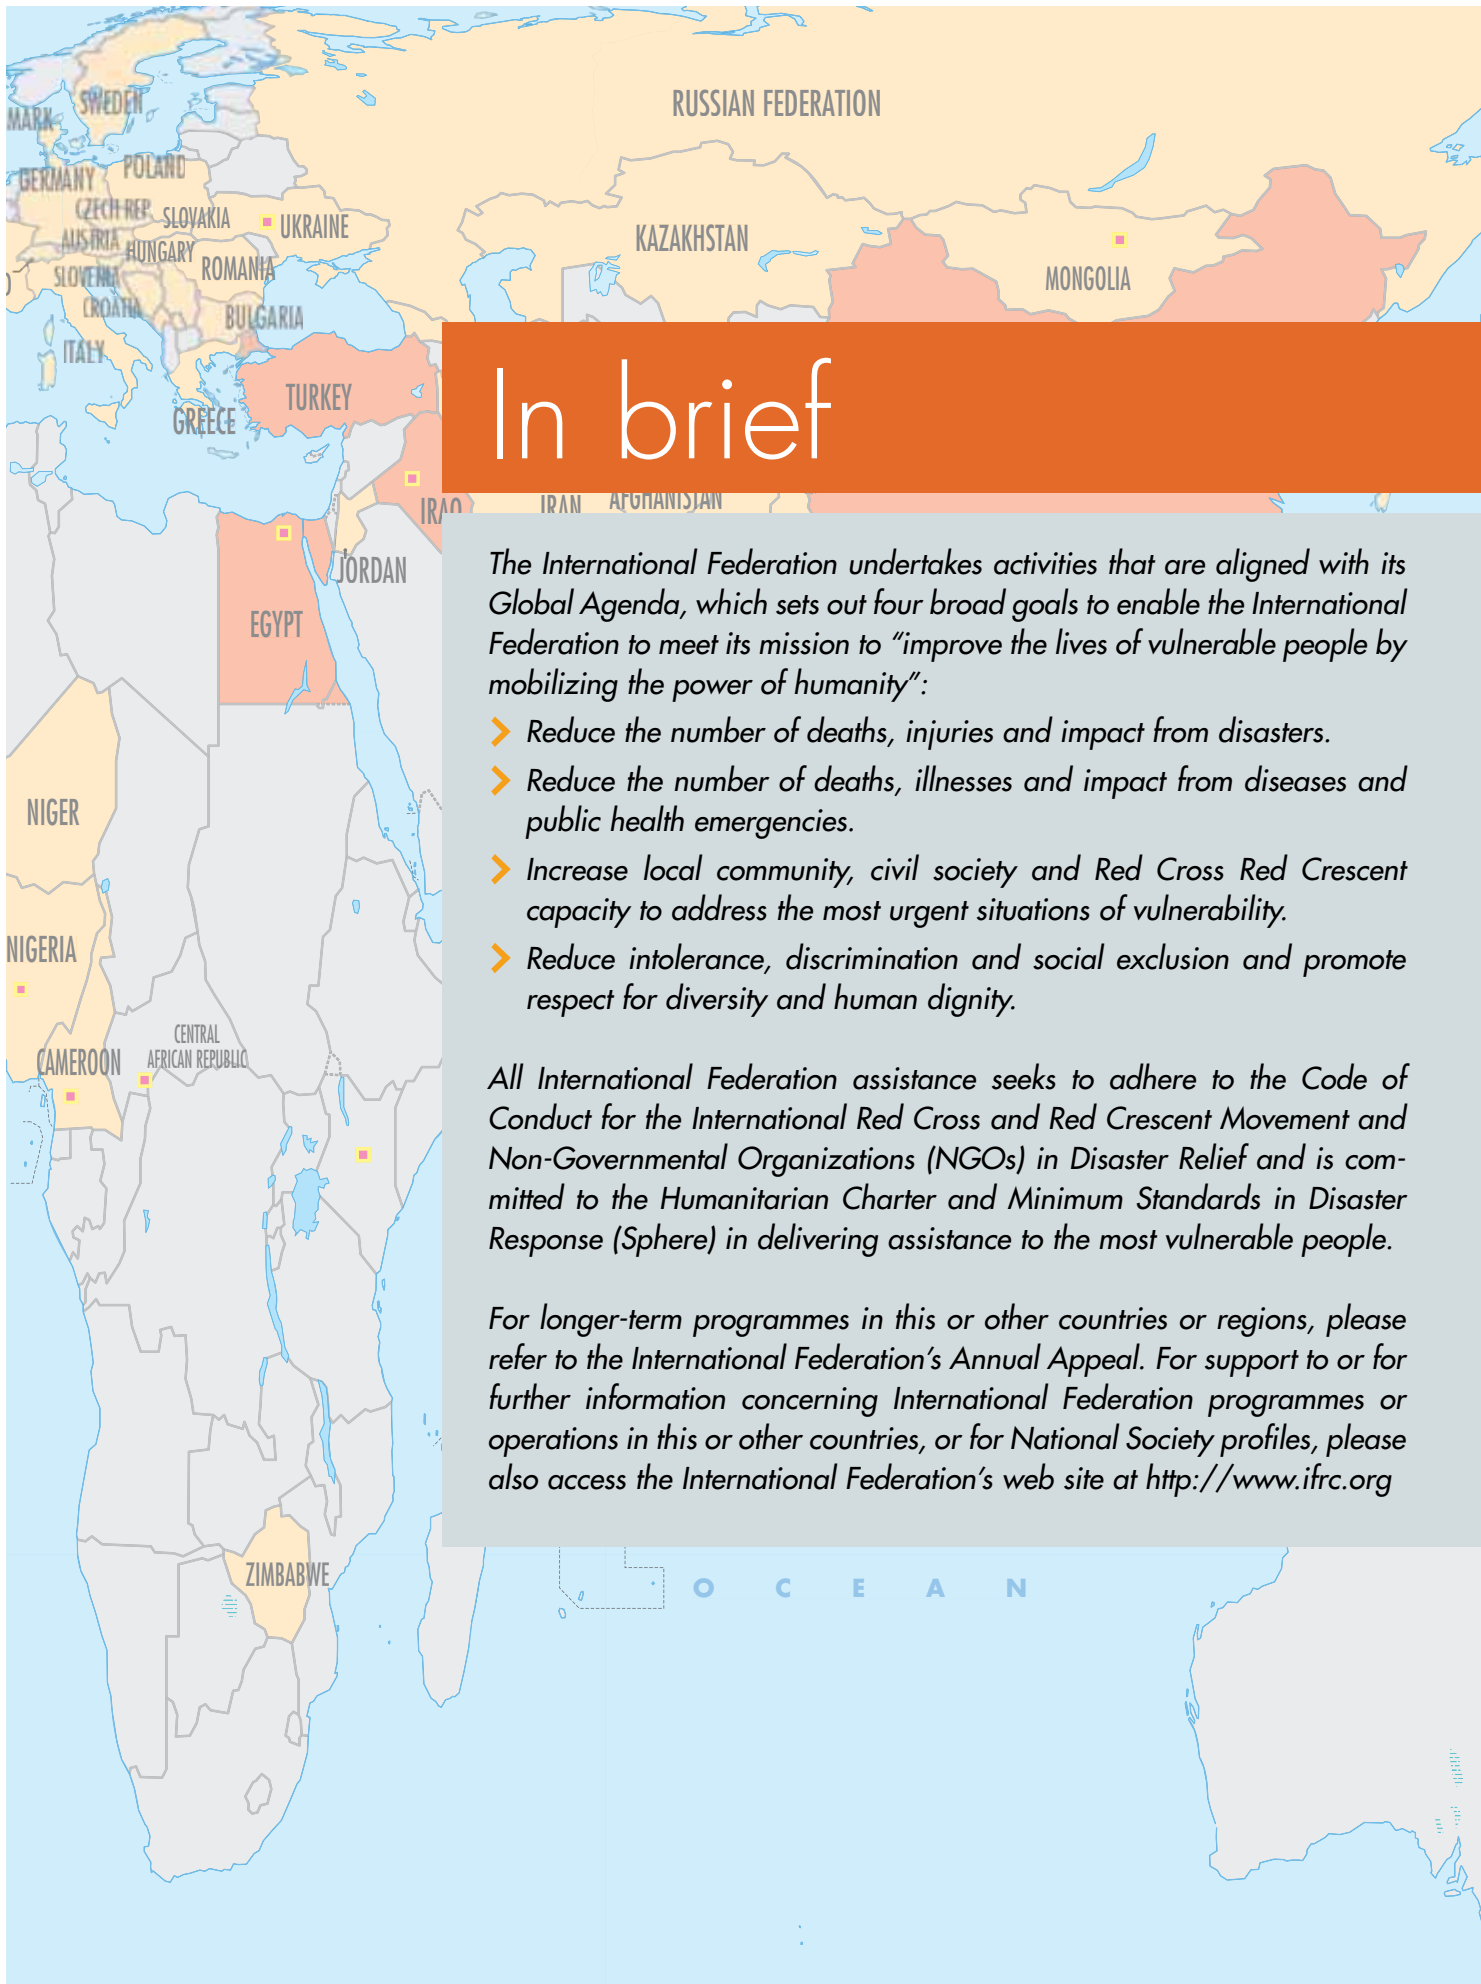 RUSSIAN FEDERATION
SWEDEN
MARK
POLAND
GERMANY
CZECH REP.
SLOVAKIA
UKRAINE
AUSTRIA
HUNGARY
KAZAKHSTAN
ROMANIA
MONGOLIA
SLOVENIA
CROATIA
BULGARIA
ITALY
TURKEY
GREECE
In brief
IRAQ
IRAN
AFGHANISTAN
JORDAN
EGYPT
The International Federation undertakes activities that are aligned with its
Global Agenda, which sets out four broad goals to enable the International
Federation to meet its mission to “improve the lives of vulnerable people by
mobilizing the power of humanity”:
Reduce the number of deaths, injuries and impact from disasters.
Reduce the number of deaths, illnesses and impact from diseases and
public health emergencies.
Increase local community, civil society and Red Cross Red Crescent
capacity to address the most urgent situations of vulnerability.
Reduce intolerance, discrimination and social exclusion and promote
respect for diversity and human dignity.
All International Federation assistance seeks to adhere to the Code of
Conduct for the International Red Cross and Red Crescent Movement and
Non-Governmental Organizations (NGOs) in Disaster Relief and is com-
mitted to the Humanitarian Charter and Minimum Standards in Disaster
Response (Sphere) in delivering assistance to the most vulnerable people.
For longer-term programmes in this or other countries or regions, please
refer to the International Federation’s Annual Appeal. For support to or for
further information concerning International Federation programmes or
operations in this or other countries, or for National Society profiles, please
also access the International Federation’s web site at http://www.ifrc.org
NIGER
NIGERIA
CENTRAL
AFRICAN REPUBLIC
CAMEROON
ZIMBABWE
OCEAN